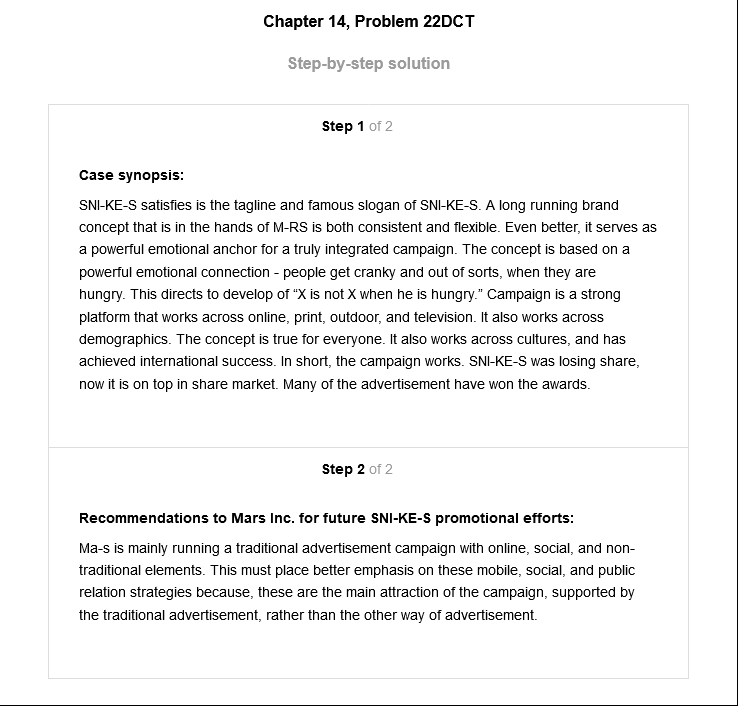 Chapter 14, Problem 22DCT
Step-by-step solution
Step 1 of 2
Case synopsis:
SNI-KE-S satisfies is the tagline and famous slogan of SNI-KE-S. A long running brand
concept that is in the hands of M-RS is both consistent and flexible. Even better, it serves as
a powerful emotional anchor for a truly integrated campaign. The concept is based on a
powerful emotional connection - people get cranky and out of sorts, when they are
hungry. This directs to develop of “X is not X when he is hungry.” Campaign is a strong
platform that works across online, print, outdoor, and television. It also works across
demographics. The concept is true for everyone. It also works across cultures, and has
achieved international success. In short, the campaign works. SNI-KE-S was losing share,
now it is on top in share market. Many of the advertisement have won the awards.
Step 2 of 2
Recommendations to Mars Inc. for future SNI-KE-S promotional efforts:
Ma-s is mainly running a traditional advertisement campaign with online, social, and non-
traditional elements. This must place better emphasis on these mobile, social, and public
relation strategies because, these are the main attraction of the campaign, supported by
the traditional advertisement, rather than the other way of advertisement.